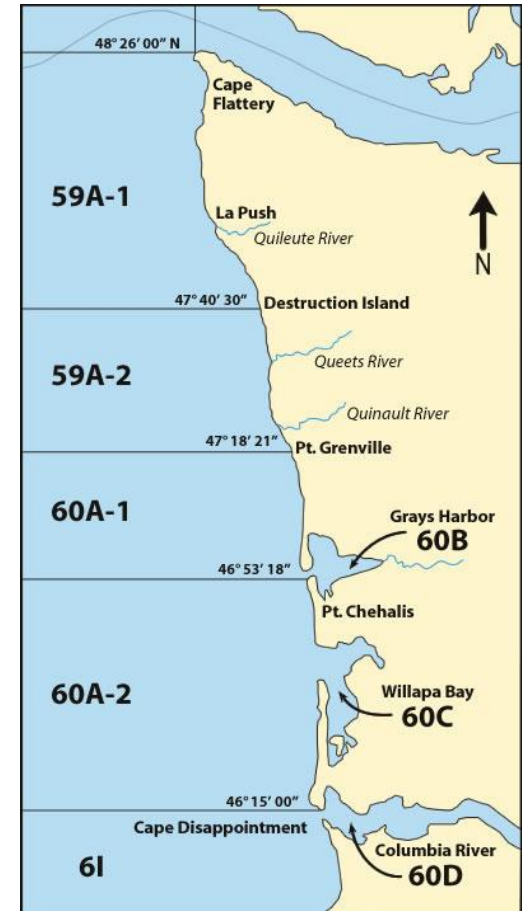 48° 26′ 00″ N
Cape
Flattery
59A-1
La Push
Quileute River
N
47° 40′ 30″
Destruction Island
59A-2
Queets River
Quinault River
47° 18′ 21″
Pt. Grenville
60A-1
Grays Harbor
60B
46° 53′ 18″
Pt. Chehalis
60A-2
Willapa Bay
60C
46° 15′ 00″
Cape Disappointment
Columbia River
6I
60D